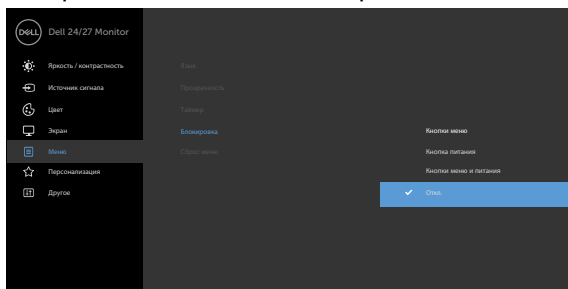 DELL
Dell 24/27 Monitor
Яркость / контрастность
Источник сигнала
Цвет
Экран
Меню
Персонализация
Другое
Язык
Прозрачность
Таймер
Блокировка
Сброс меню
Кнопки меню
Кнопка питания
Кнопки меню и питания
Откл.